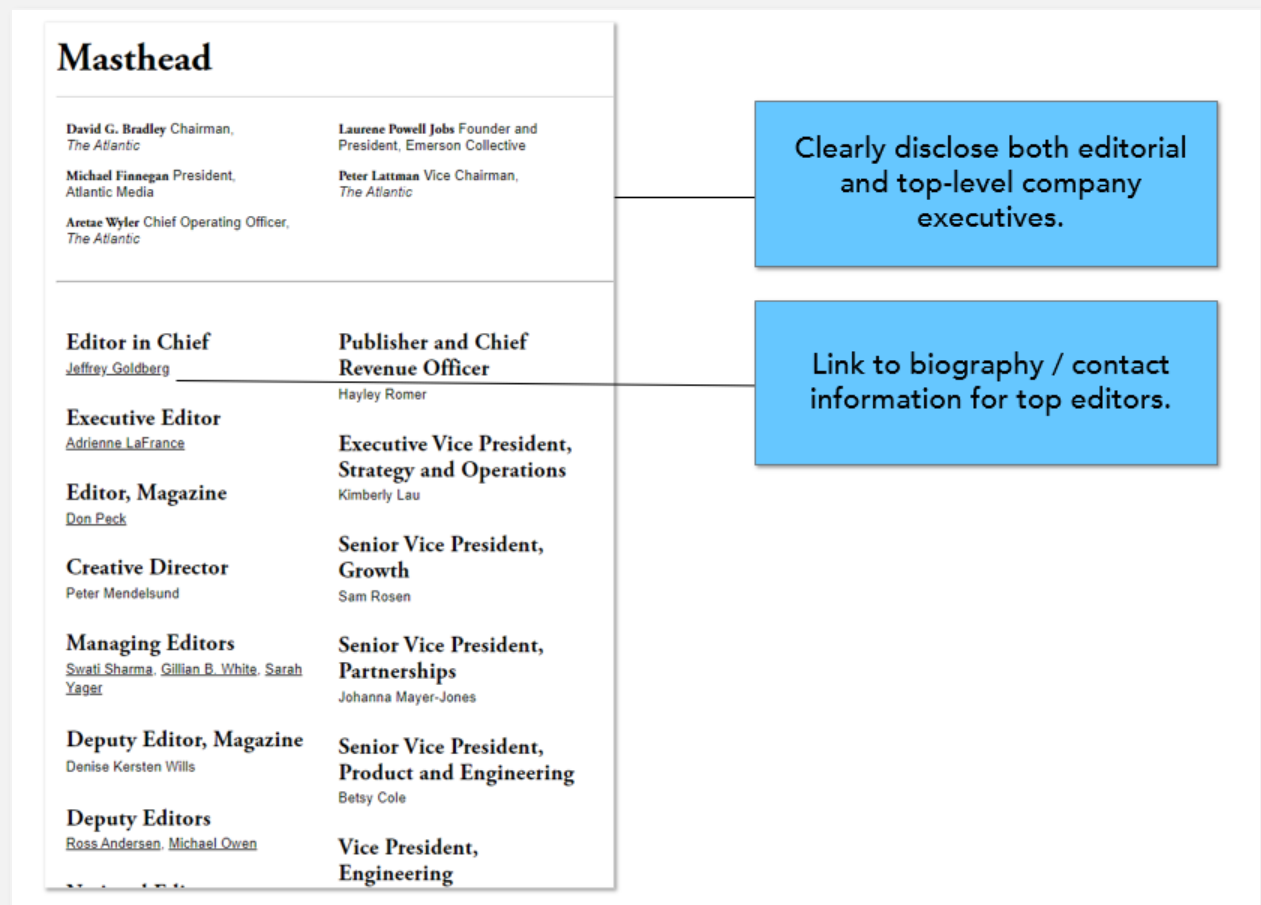 Masthead
David G. Bradley Chairman,
The Atlantic
Michael Finnegan President,
Atlantic Media
Aretae Wyler Chief Operating Officer,
The Atlantic
Laurene Powell Jobs Founder and
President, Emerson Collective
Peter Lattman Vice Chairman,
The Atlantic
Editor in Chief
Jeffrey Goldberg
Executive Editor
Adrienne LaFrance
Editor, Magazine
Don Peck
Creative Director
Peter Mendelsund
Managing Editors
Swati Sharma, Gillian B. White, Sarah
Yager
Deputy Editor, Magazine
Denise Kersten Wills
Deputy Editors
Ross Andersen, Michael Owen
Publisher and Chief
Revenue Officer
Hayley Romer
Executive Vice President,
Strategy and Operations
Kimberly Lau
Senior Vice President,
Growth
Sam Rosen
Senior Vice President,
Partnerships
Johanna Mayer-Jones
Senior Vice President,
Product and Engineering
Betsy Cole
Vice President,
Engineering
Clearly disclose both editorial
and top-level company
executives.
Link to biography / contact
information for top editors.